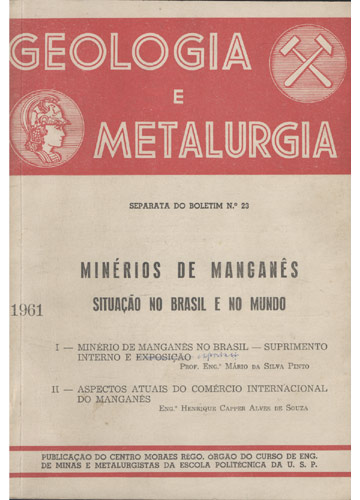 GEOLOGIA
E
METALURGIA
SEPARATA DO BOLETIM N.º 23
MINÉRIOS DE MANGANÊS
SITUAÇÃO NO BRASIL E NO MUNDO
1961
I — MINÉRIO DE MANGANÊS NO BRASIL — SUPRIMENTO
INTERNO E EXPOSIÇÃO
PROF. ENG.º MÁRIO DA SILVA PINTO
II — ASPECTOS ATUAIS DO COMÉRCIO INTERNACIONAL
DO MANGANÊS
ENG.º HENRIQUE CAPPER ALVES DE SOUZA
PUBLICAÇÃO DO CENTRO MORAES REGO, ORGÃO DO CURSO DE ENG.
DE MINAS E METALURGISTAS DA ESCOLA POLITÉCNICA DA U. S. P.